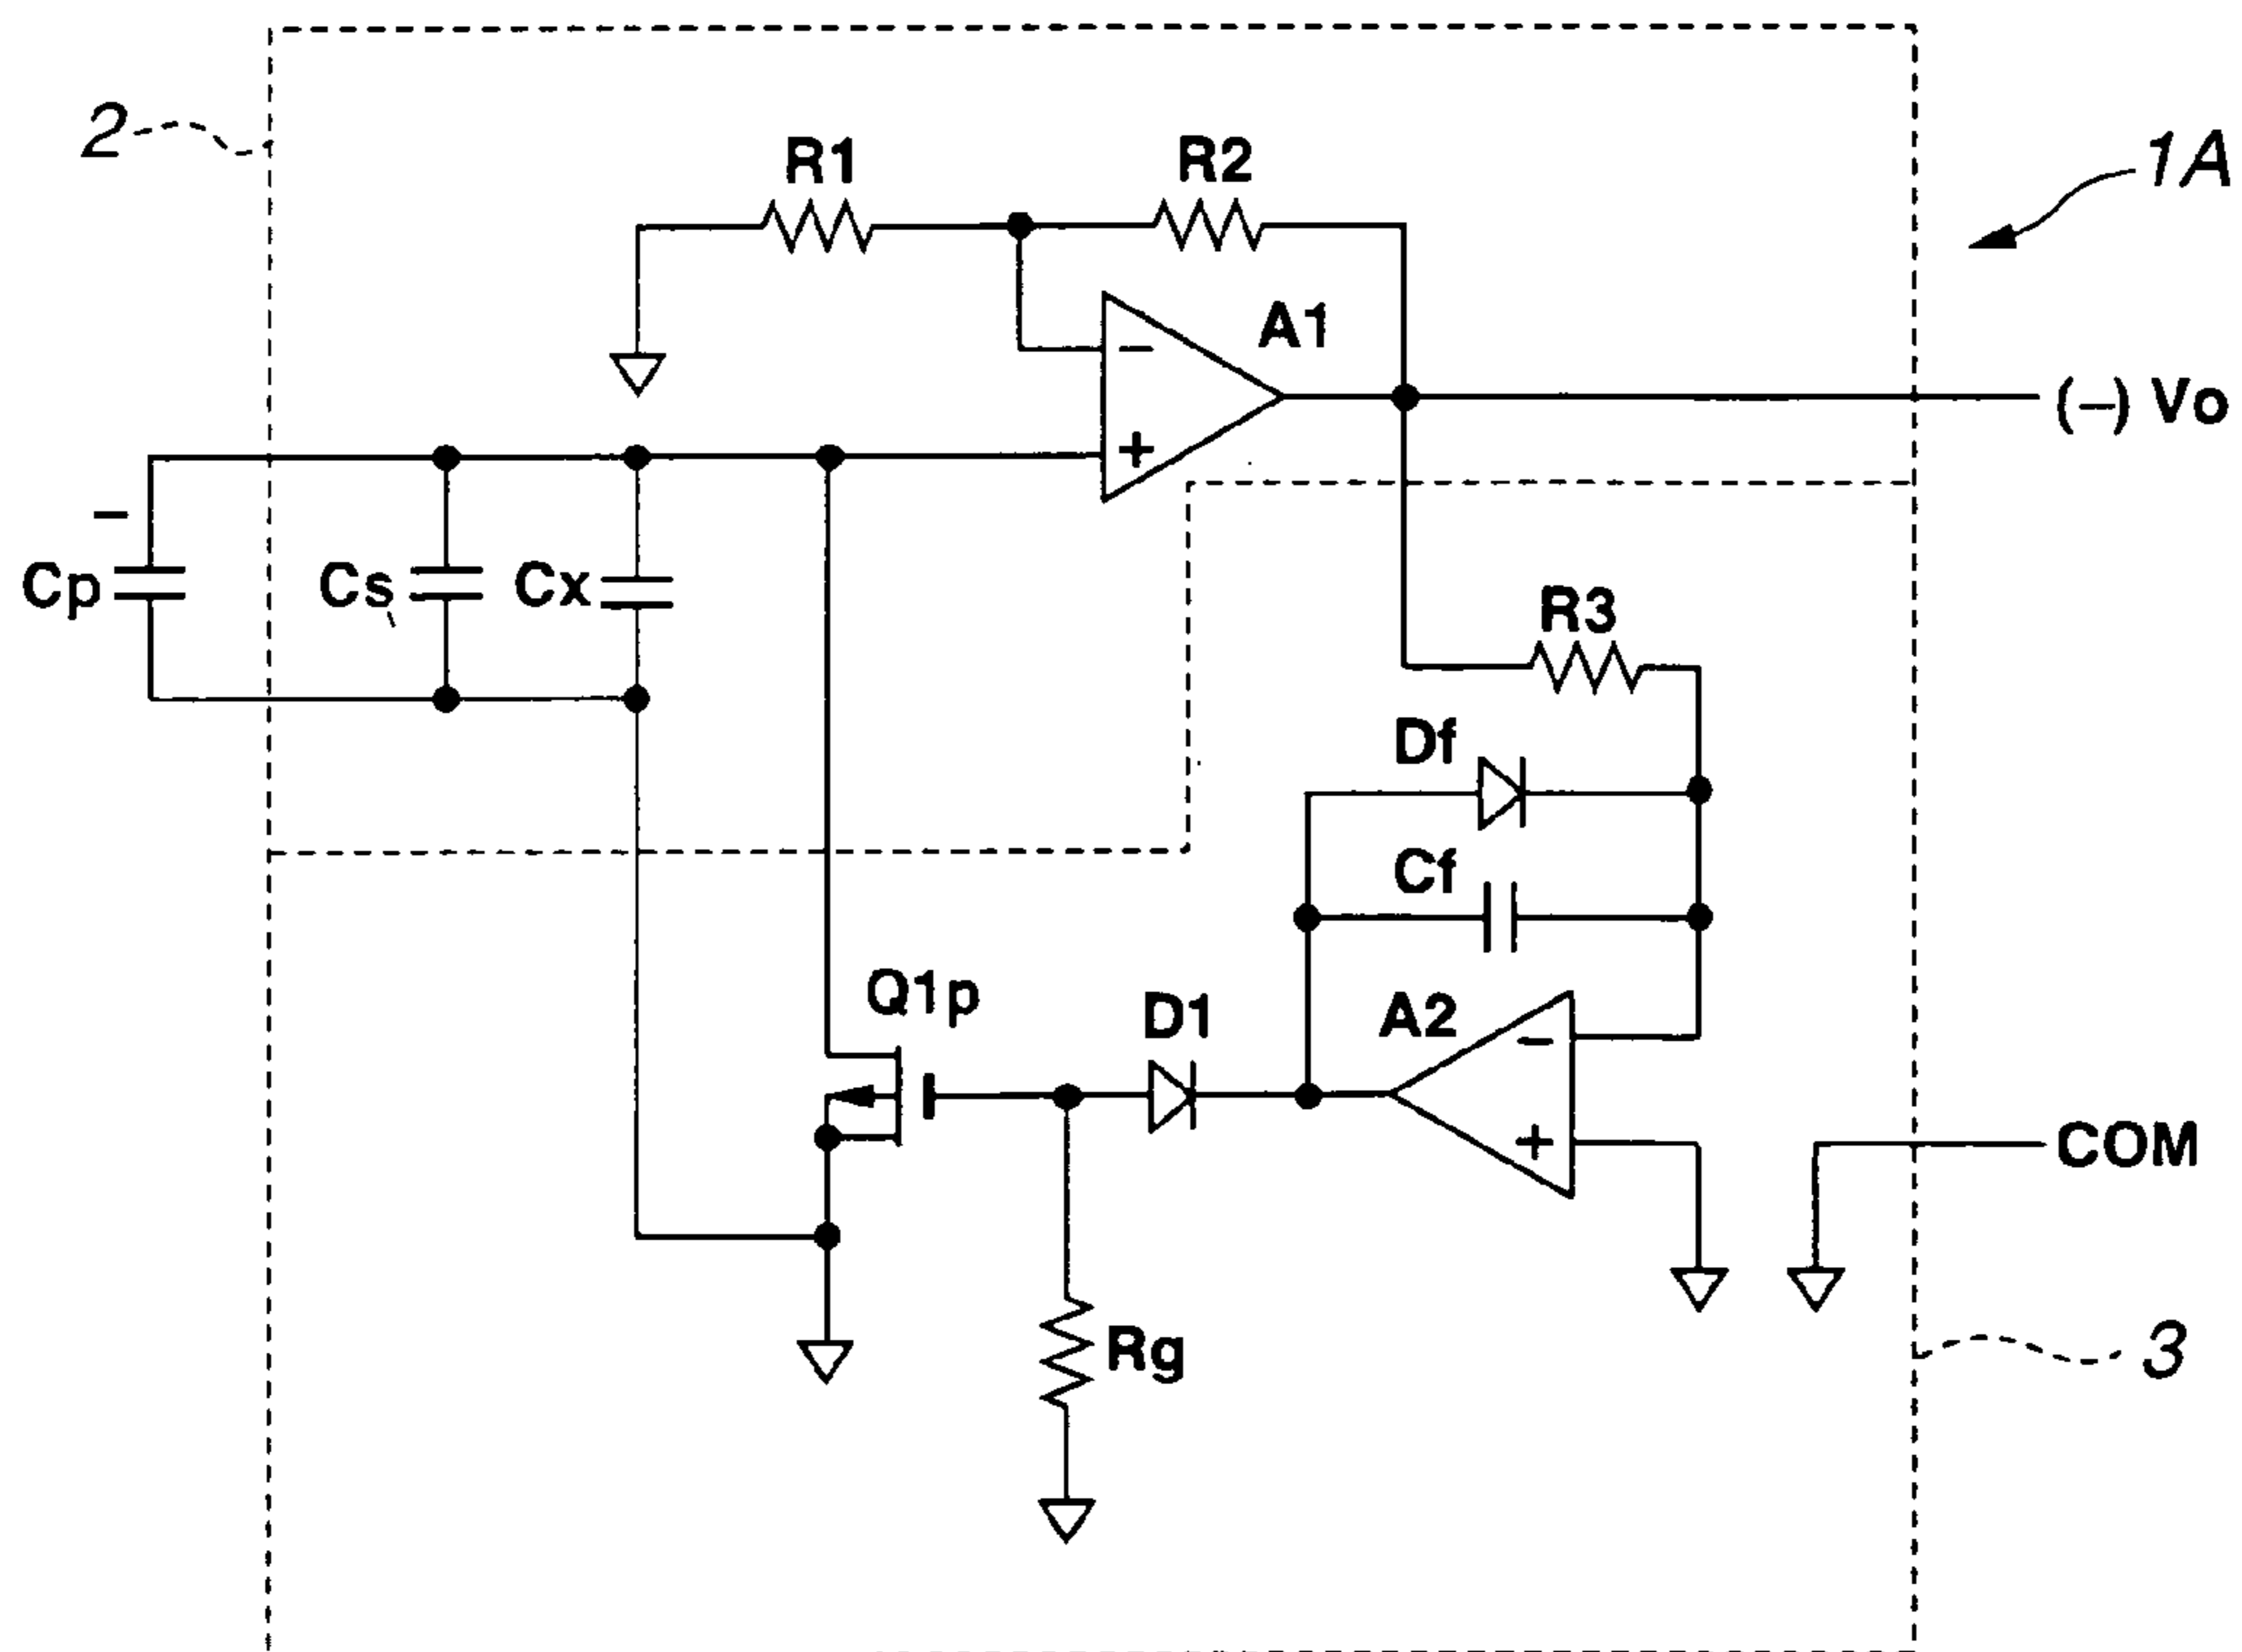 2
R1
R2
1A
A1
−
+
(−) Vo
−
Cp
Cs
Cx
R3
Df
Cf
Q1p
D1
A2
−
+
COM
Rg
3